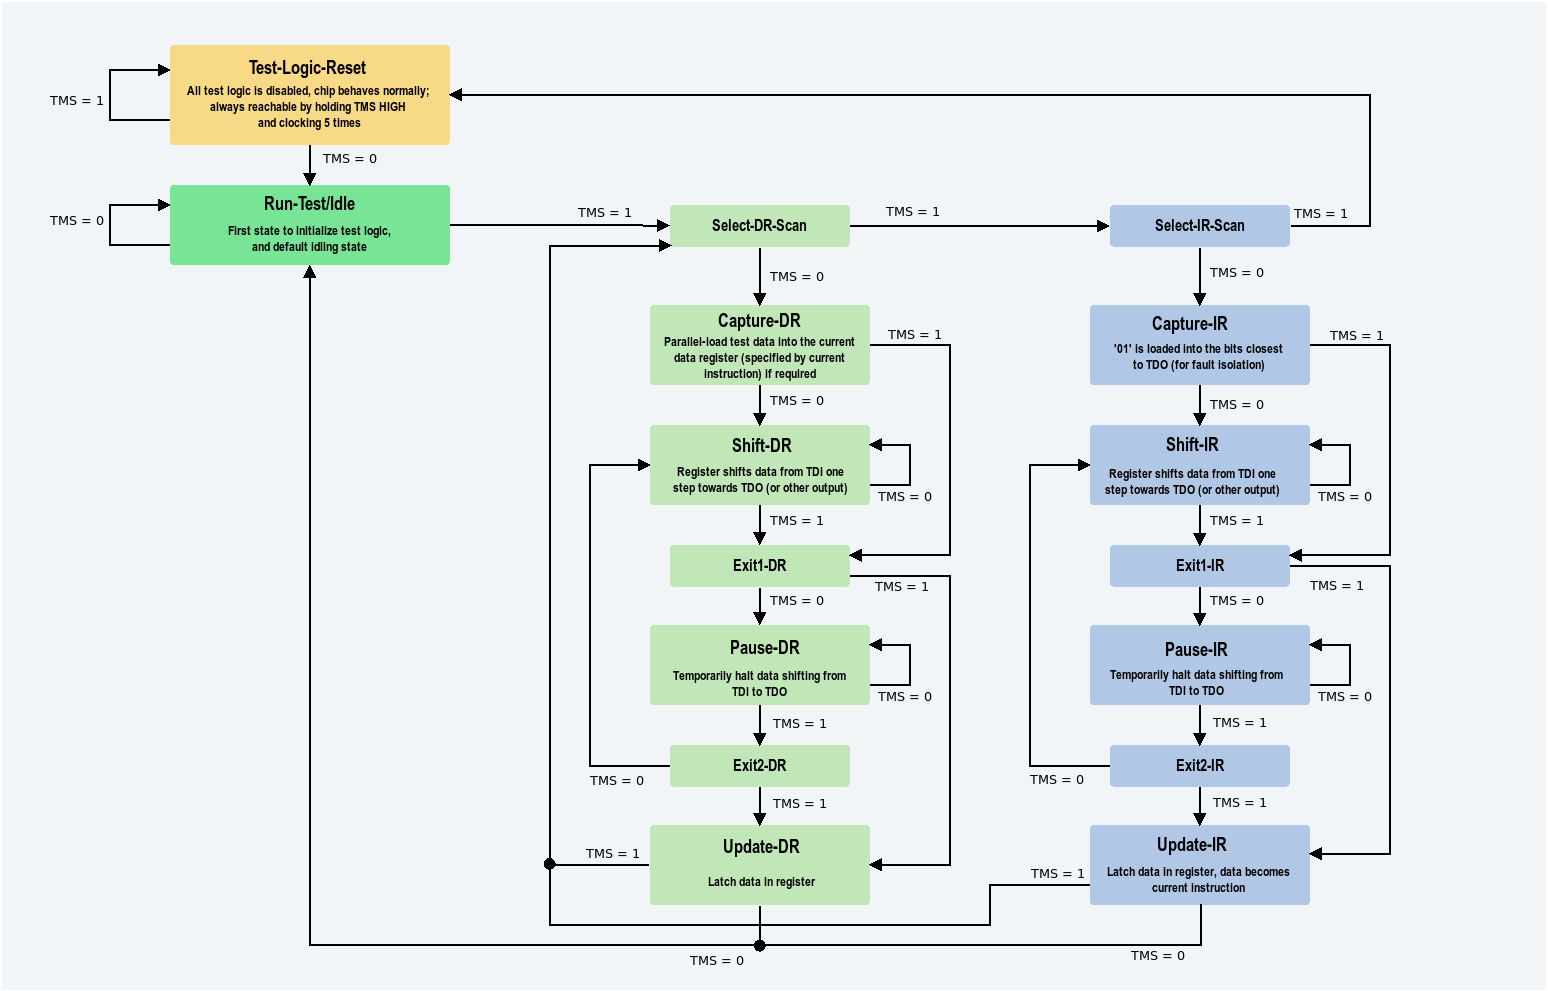 Test-Logic-Reset
All test logic is disabled, chip behaves normally;
always reachable by holding TMS HIGH
and clocking 5 times
TMS = 1
TMS = 0
Run-Test/Idle
First state to initialize test logic,
and default idling state
TMS = 0
TMS = 1
Select-DR-Scan
TMS = 1
Select-IR-Scan
TMS = 1
TMS = 0
TMS = 0
Capture-DR
Parallel-load test data into the current
data register (specified by current
instruction) if required
TMS = 1
Capture-IR
'01' is loaded into the bits closest
to TDO (for fault isolation)
TMS = 1
TMS = 0
TMS = 0
Shift-DR
Register shifts data from TDI one
step towards TDO (or other output)
TMS = 0
Shift-IR
Register shifts data from TDI one
step towards TDO (or other output)
TMS = 0
TMS = 1
TMS = 1
Exit1-DR
TMS = 1
Exit1-IR
TMS = 1
TMS = 0
TMS = 0
Pause-DR
Temporarily halt data shifting from
TDI to TDO
TMS = 0
Pause-IR
Temporarily halt data shifting from
TDI to TDO
TMS = 0
TMS = 1
TMS = 1
Exit2-DR
TMS = 0
Exit2-IR
TMS = 0
TMS = 1
TMS = 1
Update-DR
Latch data in register
TMS = 1
Update-IR
Latch data in register, data becomes
current instruction
TMS = 1
TMS = 0
TMS = 0